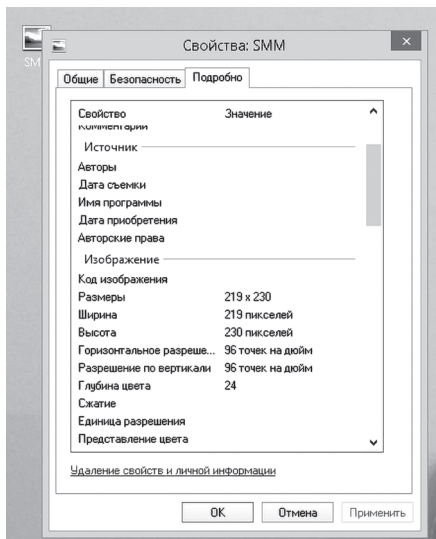 Свойства: SMM
SM
Общие Безопасность Подробно
Свойство Значение
Комментарии
Источник
Авторы
Дата съемки
Имя программы
Дата приобретения
Авторские права
Изображение
Код изображения
Размеры 219 x 230
Ширина 219 пикселей
Высота 230 пикселей
Горизонтальное разреше... 96 точек на дюйм
Разрешение по вертикали 96 точек на дюйм
Глубина цвета 24
Сжатие
Единица разрешения
Представление цвета
Удаление свойств и личной информации
OK Отмена Применить